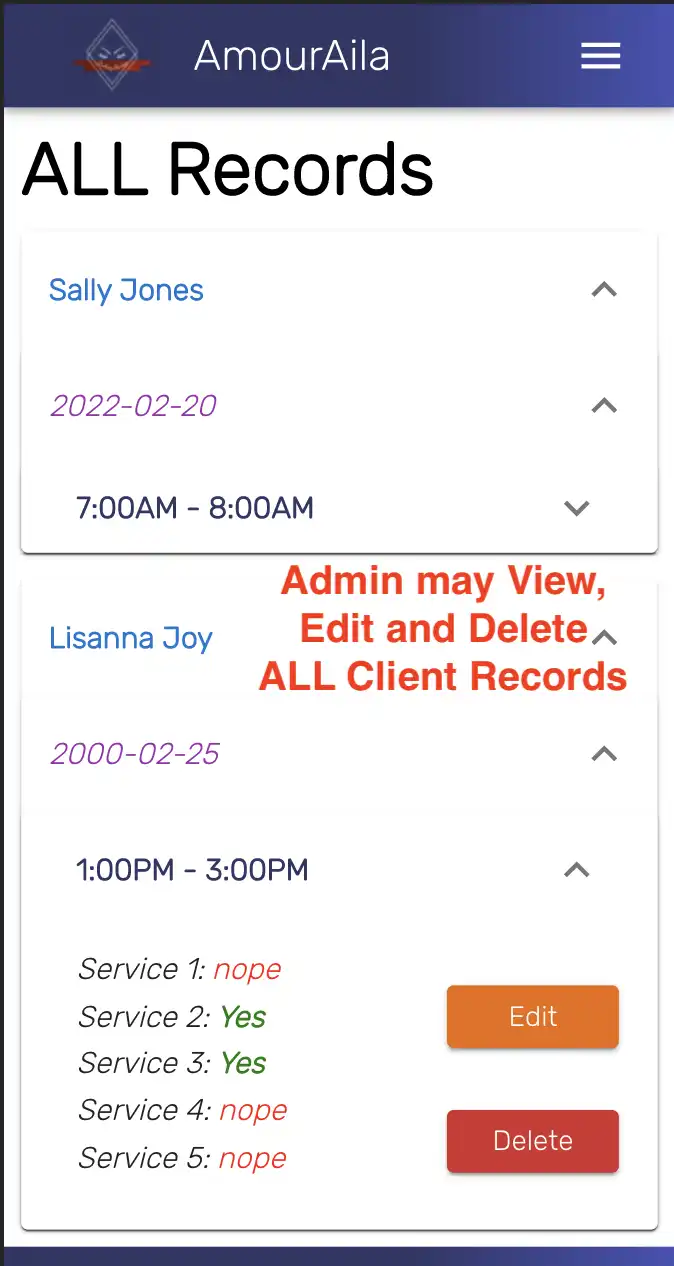 AmourAila
ALL Records
Sally Jones
2022-02-20
7:00AM - 8:00AM
Admin may View,
Edit and Delete
ALL Client Records
Lisanna Joy
2000-02-25
1:00PM - 3:00PM
Service 1: nope
Service 2: Yes
Service 3: Yes
Service 4: nope
Service 5: nope
Edit
Delete